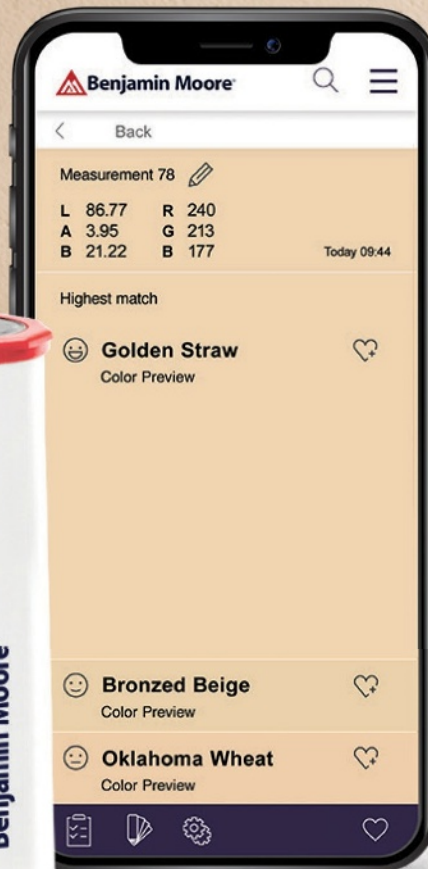 Benjamin Moore®
Back
Measurement 78
L 86.77 R 240
A 3.95 G 213
B 21.22 B 177
Today 09:44
Highest match
Golden Straw
Color Preview
Bronzed Beige
Color Preview
Oklahoma Wheat
Color Preview
Benjamin Moore